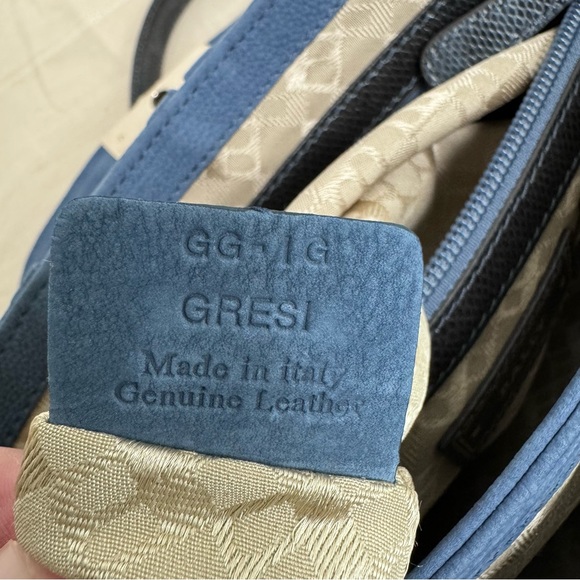 GG-IG
GRESI
Made in italy
Genuine Leather